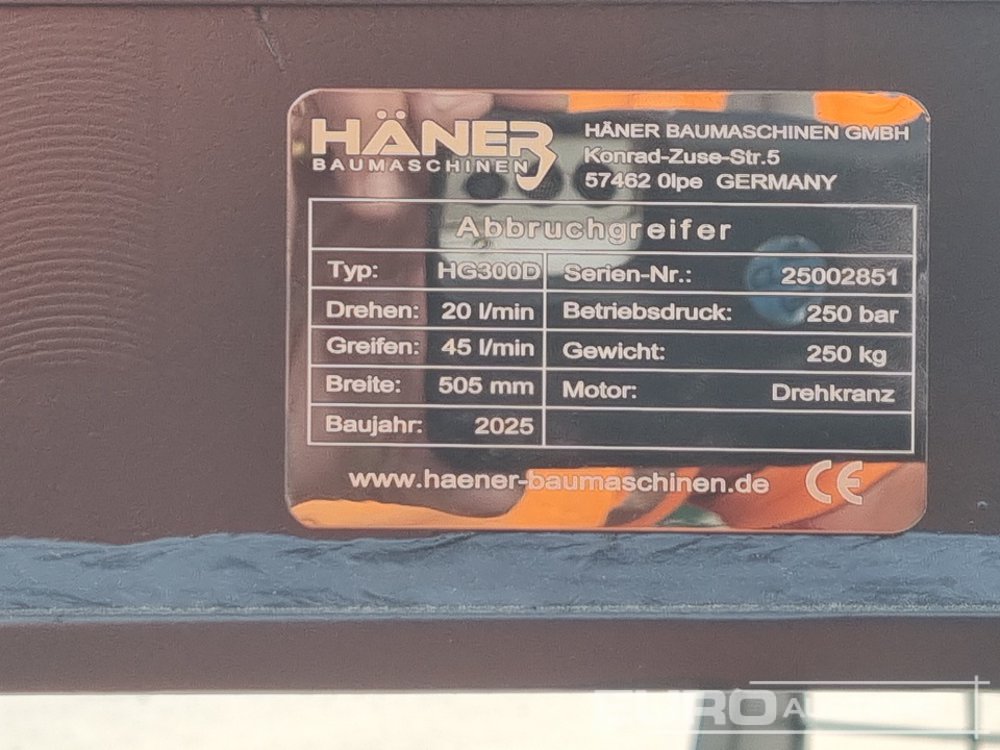 HÄNER
BAUMASCHINEN
HÄNER BAUMASCHINEN GMBH
Konrad-Zuse-Str.5
57462 Olpe GERMANY
Abbruchgreifer
Typ: HG300D Serien-Nr.: 25002851
Drehen: 20 l/min Betriebsdruck: 250 bar
Greifen: 45 l/min Gewicht: 250 kg
Breite: 505 mm Motor: Drehkranz
Baujahr: 2025
www.haener-baumaschinen.de CE
EURO